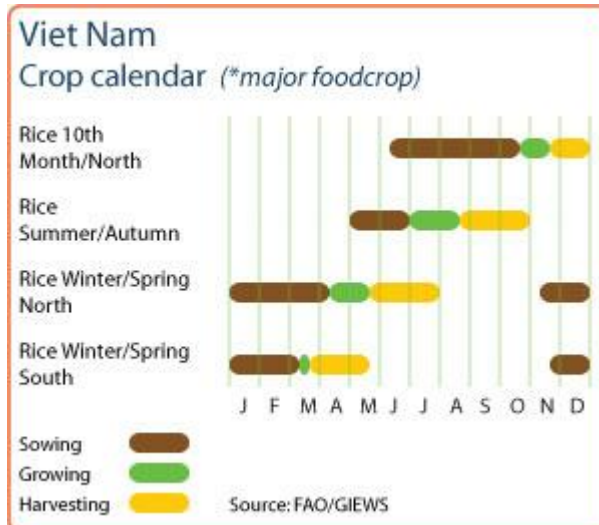 Viet Nam
Crop calendar (*major foodcrop)
Rice 10th
Month/North
Rice
Summer/Autumn
Rice Winter/Spring
North
Rice Winter/Spring
South
J F M A M J J A S O N D
Sowing
Growing
Harvesting
Source: FAO/GIEWS